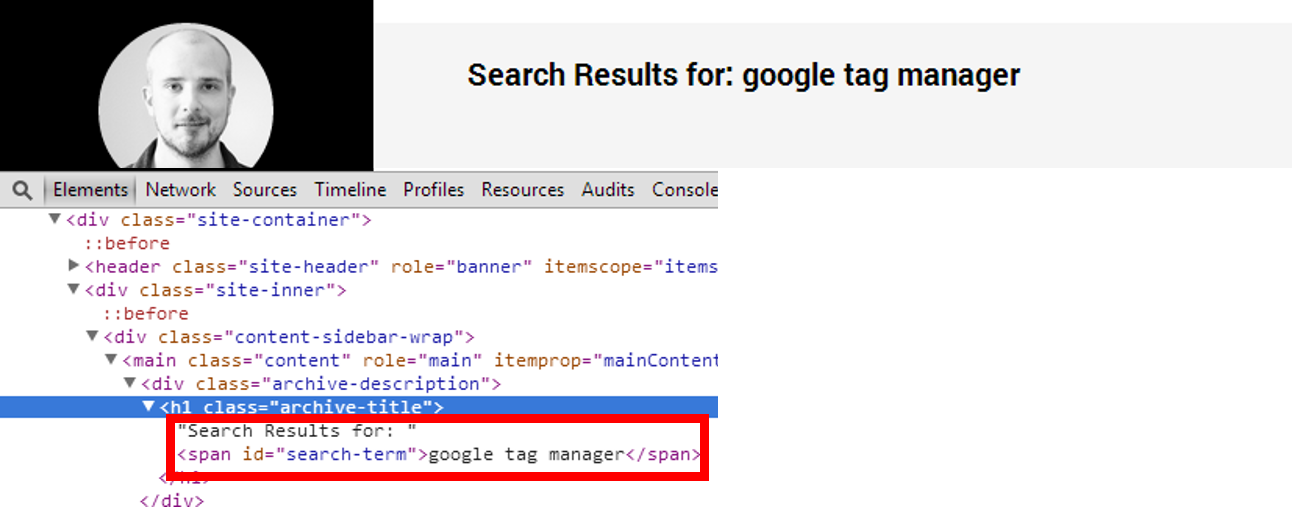 Search Results for: google tag manager
Elements Network Sources Timeline Profiles Resources Audits Console
▼<div class="site-container">
::before
▶<header class="site-header" role="banner" itemscope="items
▼<div class="site-inner">
::before
▼<div class="content-sidebar-wrap">
▼<main class="content" role="main" itemprop="mainContent
▼<div class="archive-description">
▼<h1 class="archive-title">
"Search Results for: "
<span id="search-term">google tag manager</span>
</h1>
</div>